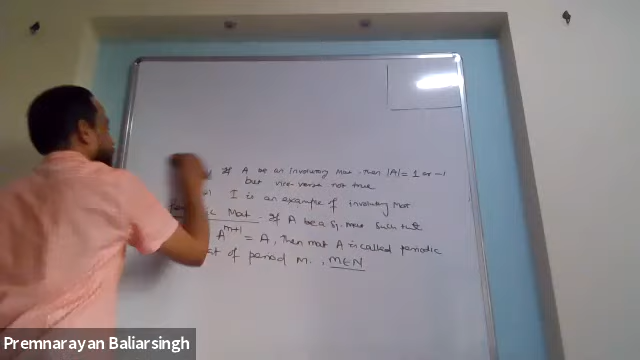 If A be an involutory Mat. then |A| = 1 or -1
but vice-versa not true
I is an example of involutory Mat
Mat. If A be a Sq. mat such that
A^{m+1} = A, then mat A is called periodic
of period m., m∈N
Premnarayan Baliarsingh